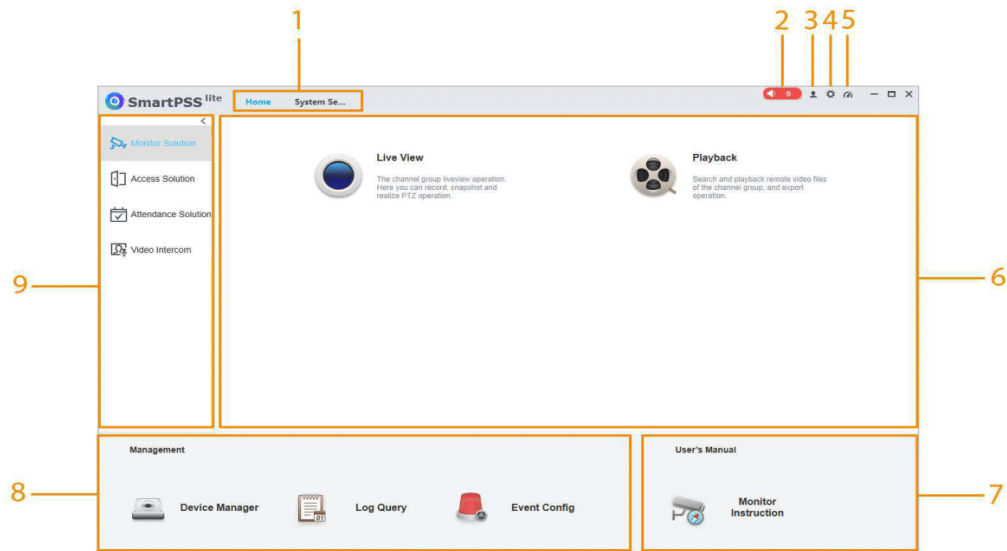 1
2
3
4
5
SmartPSS lite
Home
System Se...
0
Monitor Solution
Access Solution
Attendance Solution
Video Intercom
Live View
The channel group liveview operation.
Here you can record, snapshot and
realize PTZ operation.
Playback
Search and playback remote video files
of the channel group, and export
operation.
9
6
Management
Device Manager
Log Query
01
Event Config
User's Manual
Monitor
Instruction
8
7